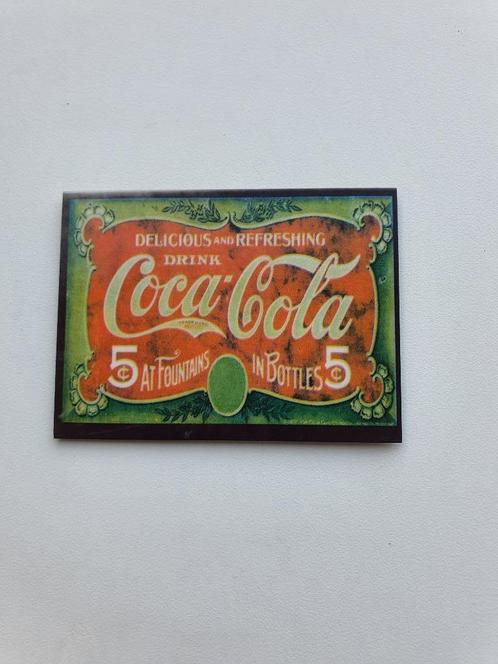 DELICIOUS AND REFRESHING
DRINK
Coca-Cola
5¢ AT FOUNTAINS IN BOTTLES 5¢